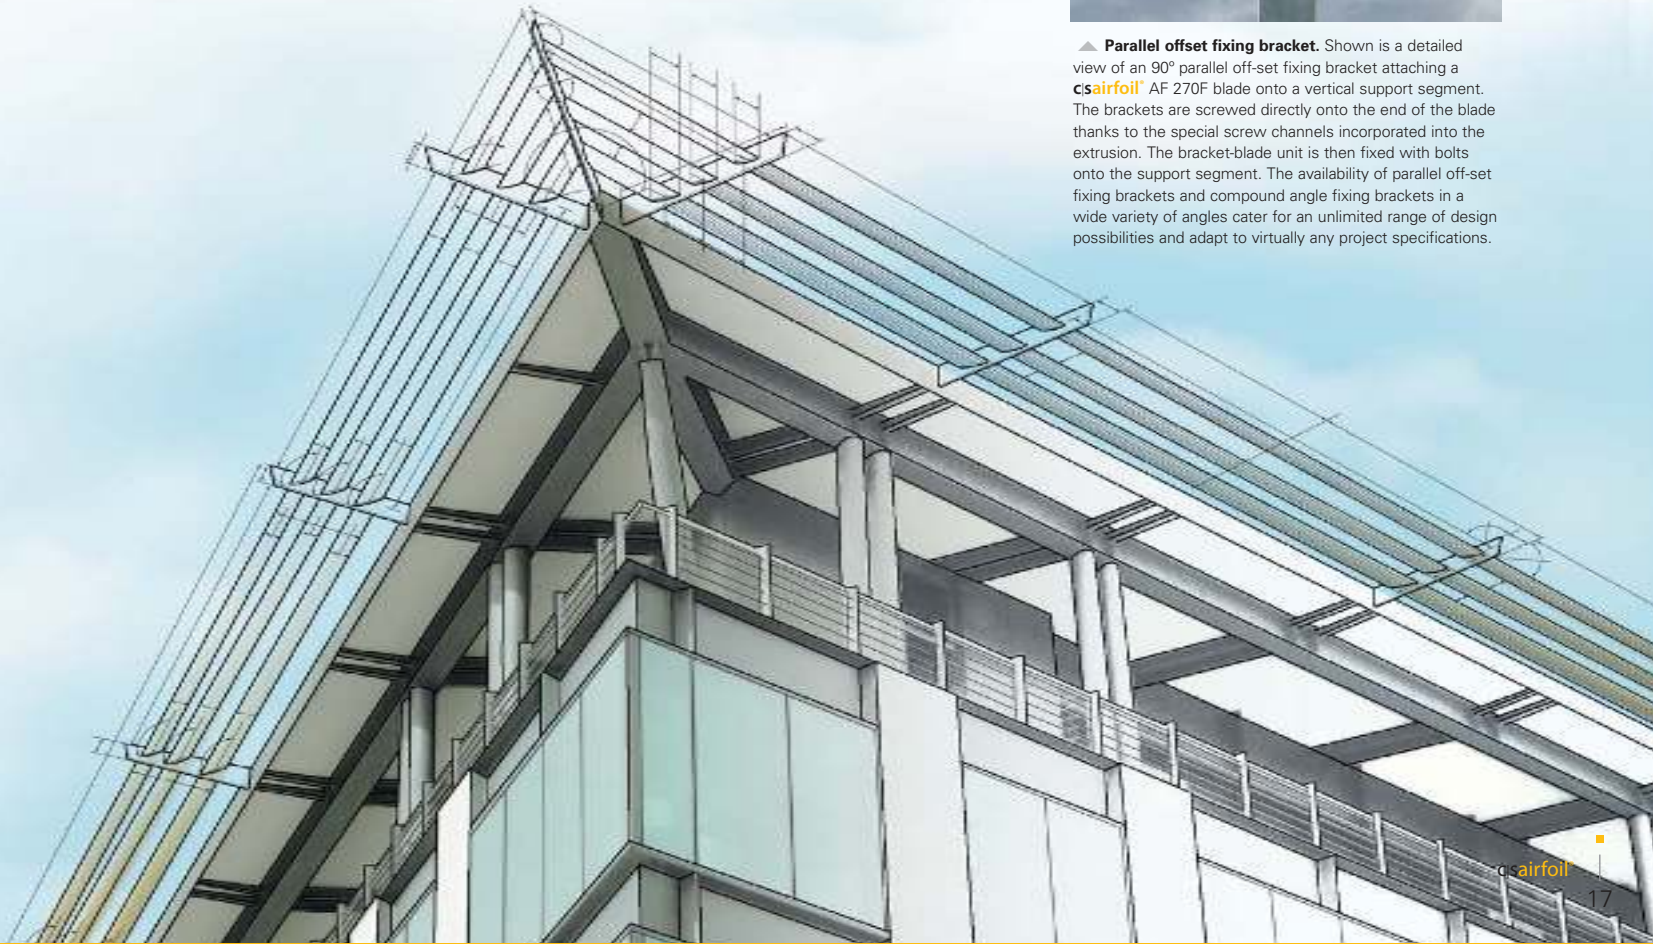 Parallel offset fixing bracket. Shown is a detailed
view of an 90º parallel off-set fixing bracket attaching a
c|sairfoil® AF 270F blade onto a vertical support segment.
The brackets are screwed directly onto the end of the blade
thanks to the special screw channels incorporated into the
extrusion. The bracket-blade unit is then fixed with bolts
onto the support segment. The availability of parallel off-set
fixing brackets and compound angle fixing brackets in a
wide variety of angles cater for an unlimited range of design
possibilities and adapt to virtually any project specifications.
c|sairfoil®
17